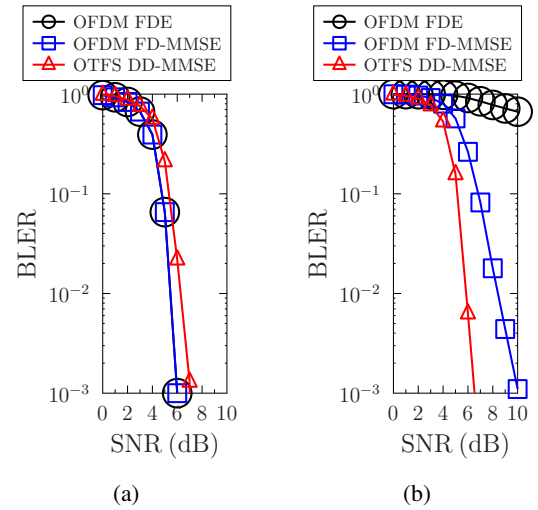 OFDM FDE
OFDM FD-MMSE
OTFS DD-MMSE
10^0
10^-1
10^-2
10^-3
BLER
0 2 4 6 8 10
SNR (dB)
(a)
OFDM FDE
OFDM FD-MMSE
OTFS DD-MMSE
10^0
10^-1
10^-2
10^-3
BLER
0 2 4 6 8 10
SNR (dB)
(b)